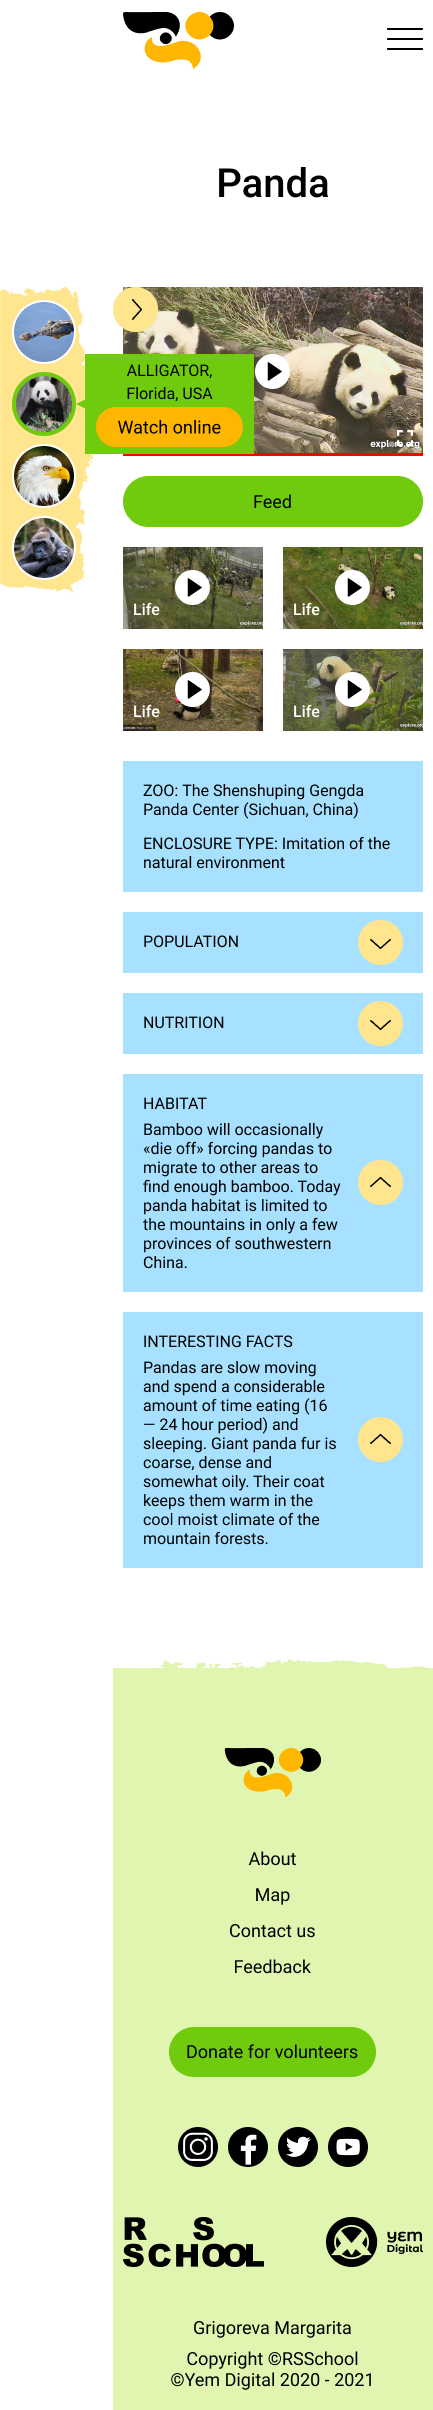 Panda
ALLIGATOR,
Florida, USA
Watch online
explore.org
Feed
Life
explore.org
Life
explore.org
Life
Life
explore.org
ZOO: The Shenshuping Gengda
Panda Center (Sichuan, China)
ENCLOSURE TYPE: Imitation of the
natural environment
POPULATION
NUTRITION
HABITAT
Bamboo will occasionally
«die off» forcing pandas to
migrate to other areas to
find enough bamboo. Today
panda habitat is limited to
the mountains in only a few
provinces of southwestern
China.
INTERESTING FACTS
Pandas are slow moving
and spend a considerable
amount of time eating (16
— 24 hour period) and
sleeping. Giant panda fur is
coarse, dense and
somewhat oily. Their coat
keeps them warm in the
cool moist climate of the
mountain forests.
About
Map
Contact us
Feedback
Donate for volunteers
RS
SCHOOL
yem
Digital
Grigoreva Margarita
Copyright ©RSSchool
©Yem Digital 2020 - 2021